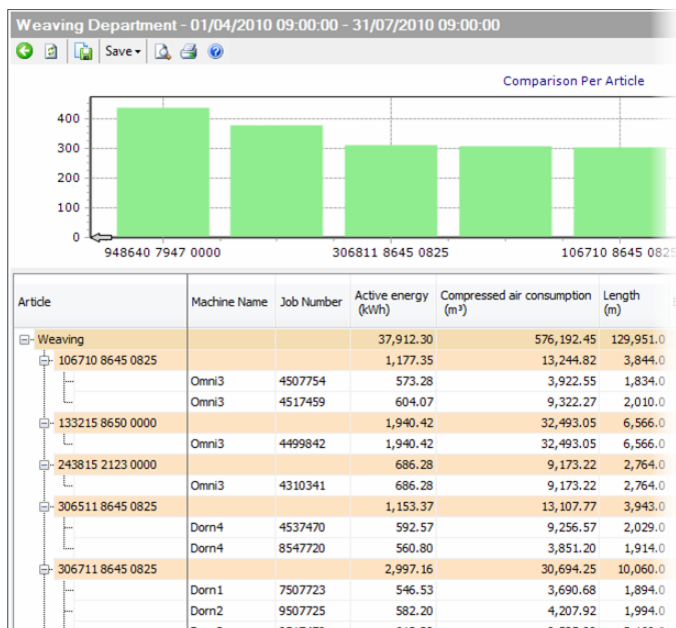 Weaving Department - 01/04/2010 09:00:00 - 31/07/2010 09:00:00
Save
Comparison Per Article
400
300
200
100
0
948640 7947 0000 306811 8645 0825 106710 8645 0825
Article Machine Name Job Number Active energy (kWh) Compressed air consumption (m³) Length (m)
Weaving 37,912.30 576,192.55 129,951.0
106710 8645 0825 1,177.35 13,244.82 3,844.0
Omni3 4507754 573.28 3,922.55 1,834.0
Omni3 4517459 604.07 9,322.27 2,010.0
133215 8650 0000 1,940.42 32,493.05 6,566.0
Omni3 4499842 1,940.42 32,493.05 6,566.0
243815 2123 0000 686.28 9,173.22 2,764.0
Omni3 4310341 686.28 9,173.22 2,764.0
306511 8645 0825 1,153.37 13,107.77 3,943.0
Dorn4 4537470 592.57 9,256.57 2,029.0
Dorn4 8547720 560.80 3,851.20 1,914.0
306711 8645 0825 2,997.16 30,694.25 10,060.0
Dorn1 7507723 546.53 3,690.68 1,894.0
Dorn2 9507725 582.20 4,207.92 1,994.0